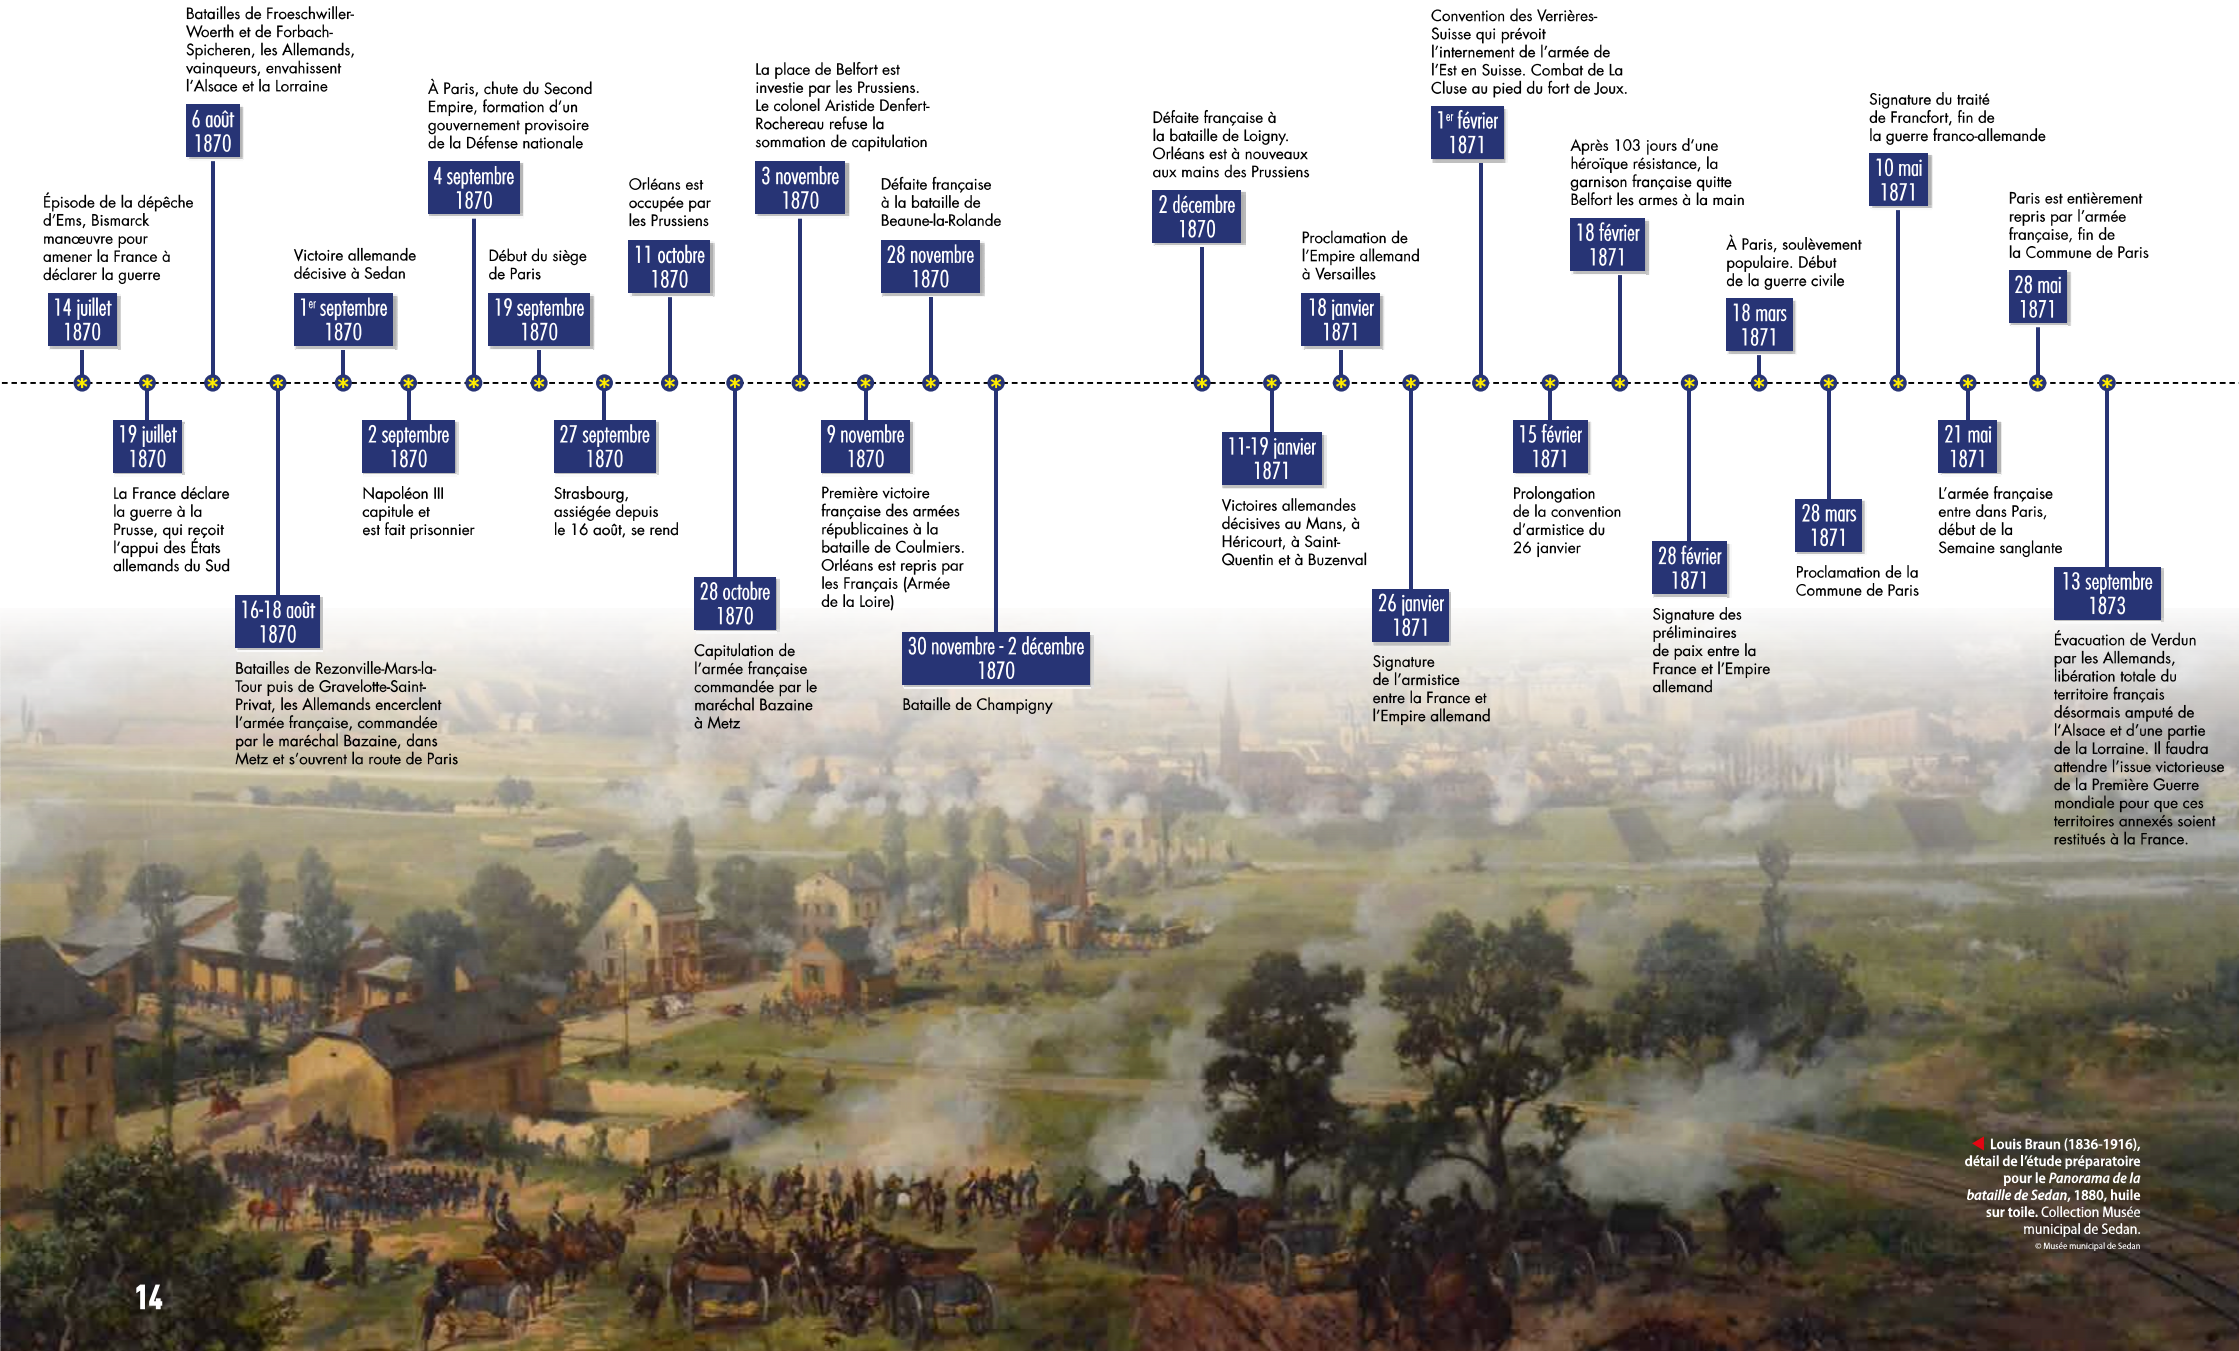 Épisode de la dépêche
d’Ems, Bismarck
manœuvre pour
amener la France à
déclarer la guerre
14 juillet
1870
19 juillet
1870
La France déclare
la guerre à la
Prusse, qui reçoit
l’appui des États
allemands du Sud
Batailles de Froeschwiller-
Woerth et de Forbach-
Spicheren, les Allemands,
vainqueurs, envahissent
l’Alsace et la Lorraine
6 août
1870
16-18 août
1870
Batailles de Rezonville-Mars-la-
Tour puis de Gravelotte-Saint-
Privat, les Allemands encerclent
l’armée française, commandée
par le maréchal Bazaine, dans
Metz et s’ouvrent la route de Paris
Victoire allemande
décisive à Sedan
1er septembre
1870
2 septembre
1870
Napoléon III
capitule et
est fait prisonnier
À Paris, chute du Second
Empire, formation d’un
gouvernement provisoire
de la Défense nationale
4 septembre
1870
Début du siège
de Paris
19 septembre
1870
27 septembre
1870
Strasbourg,
assiégée depuis
le 16 août, se rend
Orléans est
occupée par
les Prussiens
11 octobre
1870
28 octobre
1870
Capitulation de
l’armée française
commandée par le
maréchal Bazaine
à Metz
La place de Belfort est
investie par les Prussiens.
Le colonel Aristide Denfert-
Rochereau refuse la
sommation de capitulation
3 novembre
1870
9 novembre
1870
Première victoire
française des armées
républicaines à la
bataille de Coulmiers.
Orléans est repris par
les Français (Armée
de la Loire)
Défaite française
à la bataille de
Beaune-la-Rolande
28 novembre
1870
30 novembre - 2 décembre
1870
Bataille de Champigny
Défaite française à
la bataille de Loigny.
Orléans est à nouveaux
aux mains des Prussiens
2 décembre
1870
11-19 janvier
1871
Victoires allemandes
décisives au Mans, à
Héricourt, à Saint-
Quentin et à Buzenval
Proclamation de
l’Empire allemand
à Versailles
18 janvier
1871
26 janvier
1871
Signature
de l’armistice
entre la France et
l’Empire allemand
Convention des Verrières-
Suisse qui prévoit
l’internement de l’armée de
l’Est en Suisse. Combat de La
Cluse au pied du fort de Joux.
1er février
1871
15 février
1871
Prolongation
de la convention
d’armistice du
26 janvier
Après 103 jours d’une
héroïque résistance, la
garnison française quitte
Belfort les armes à la main
18 février
1871
28 février
1871
Signature des
préliminaires
de paix entre la
France et l’Empire
allemand
À Paris, soulèvement
populaire. Début
de la guerre civile
18 mars
1871
28 mars
1871
Proclamation de la
Commune de Paris
Signature du traité
de Francfort, fin de
la guerre franco-allemande
10 mai
1871
21 mai
1871
L’armée française
entre dans Paris,
début de la
Semaine sanglante
Paris est entièrement
repris par l’armée
française, fin de
la Commune de Paris
28 mai
1871
13 septembre
1873
Évacuation de Verdun
par les Allemands,
libération totale du
territoire français
désormais amputé de
l’Alsace et d’une partie
de la Lorraine. Il faudra
attendre l’issue victorieuse
de la Première Guerre
mondiale pour que ces
territoires annexés soient
restitués à la France.
Louis Braun (1836-1916),
détail de l’étude préparatoire
pour le Panorama de la
bataille de Sedan, 1880, huile
sur toile. Collection Musée
municipal de Sedan.
© Musée municipal de Sedan
14